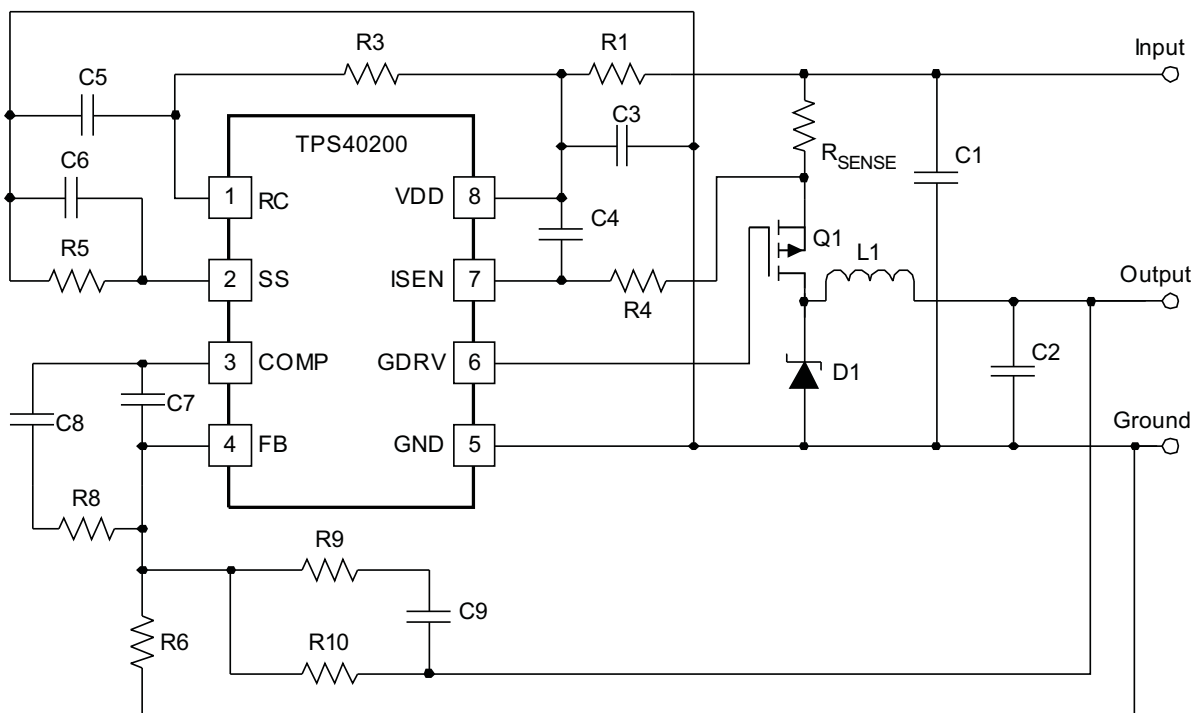 R3
R1
Input
C5
C3
TPS40200
RSENSE
C1
C6
1
RC
VDD
8
C4
Q1
L1
R5
2
SS
ISEN
7
R4
Output
3
COMP
GDRV
6
D1
C2
C8
C7
4
FB
GND
5
Ground
R8
R9
C9
R6
R10